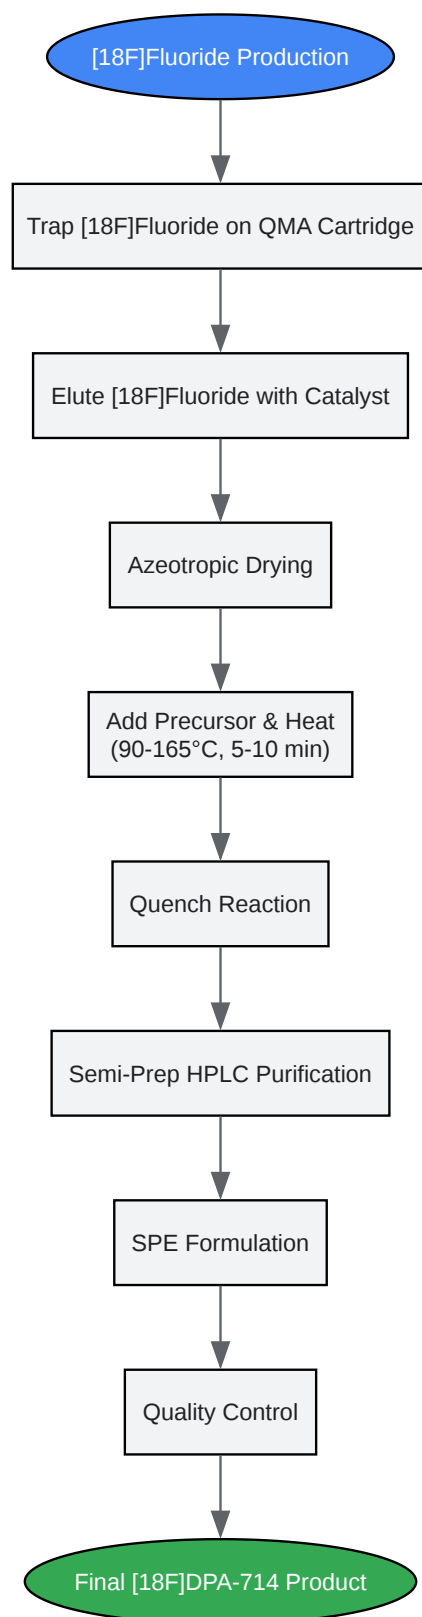 [18F]Fluoride Production
Trap [18F]Fluoride on QMA Cartridge
Elute [18F]Fluoride with Catalyst
Azeotropic Drying
Add Precursor & Heat
(90-165°C, 5-10 min)
Quench Reaction
Semi-Prep HPLC Purification
SPE Formulation
Quality Control
Final [18F]DPA-714 Product